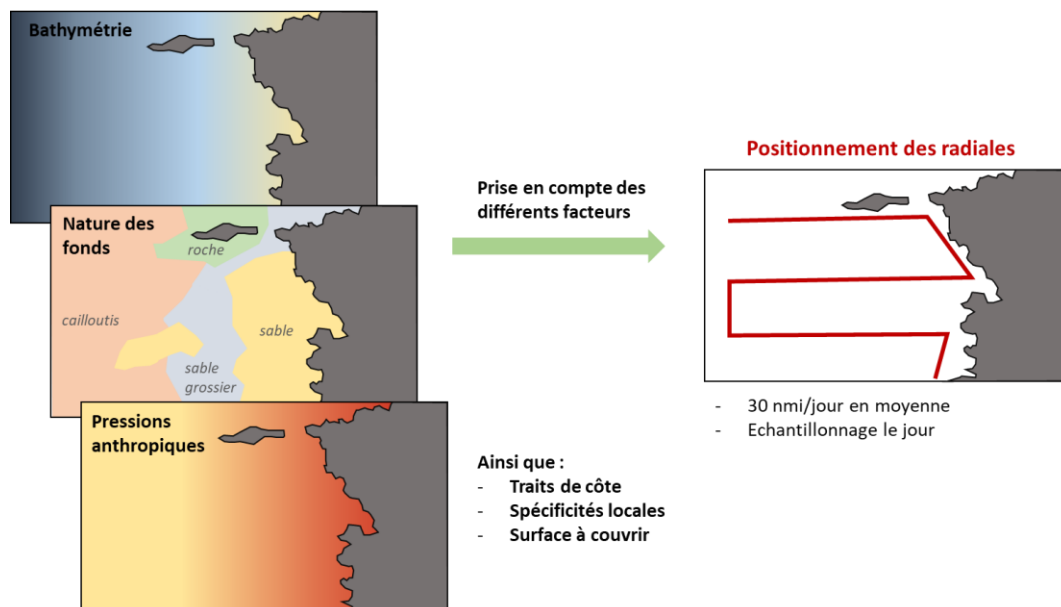 Bathymétrie
Nature des
fonds
roche
cailloutis
sable
sable
grossier
Pressions
anthropiques
Prise en compte des
différents facteurs
Ainsi que :
- Traits de côte
- Spécificités locales
- Surface à couvrir
Positionnement des radiales
- 30 nmi/jour en moyenne
- Echantillonnage le jour